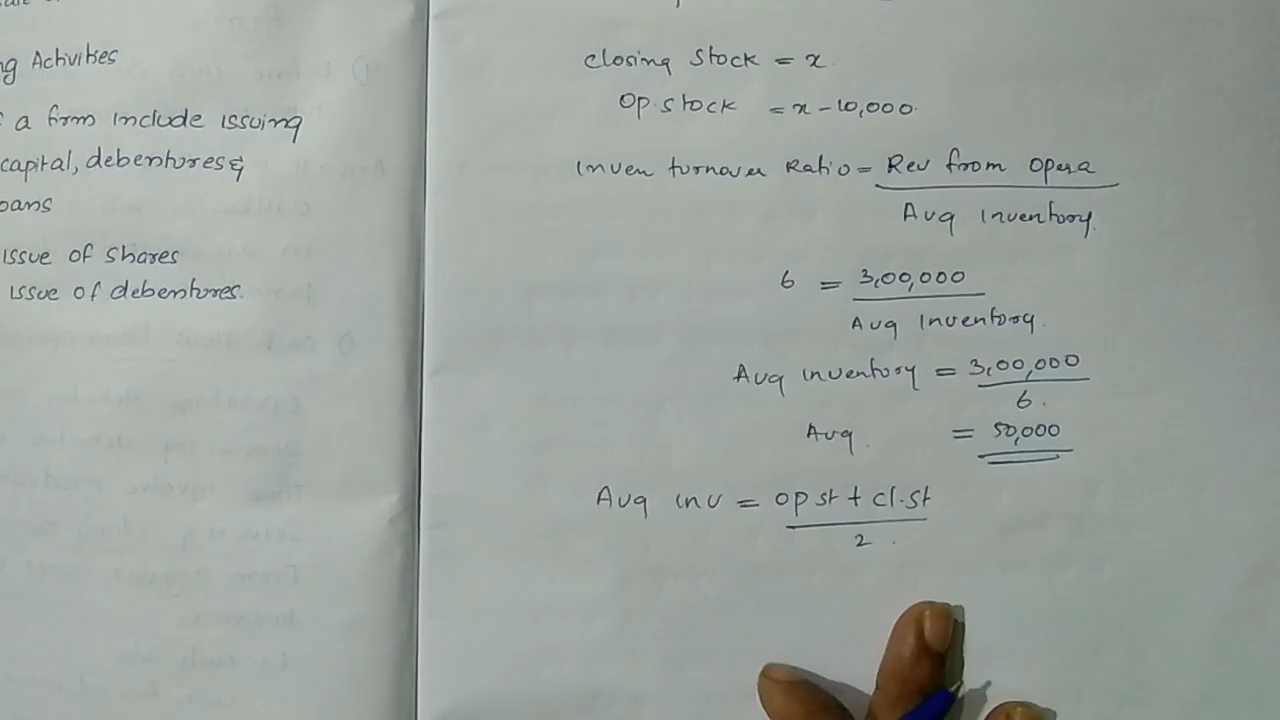 ng Activities
a firm include issuing
capital, debentures &
oans
issue of shares
issue of debentures.
closing stock = x.
Op. stock = x - 10,000.
Inven turnover Ratio = Rev from Opera
Avg Inventory.
6 = 3,00,000
Avg Inventory.
Avg inventory = 3,00,000
6.
Avg. = 50,000
Avg inv = op st + cl. st
2.